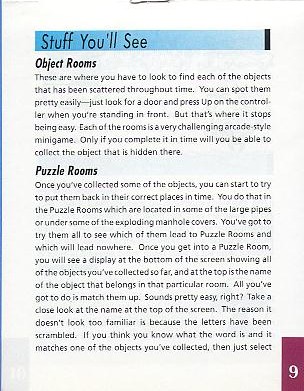 Stuff You'll See
Object Rooms
These are where you have to look to find each of the objects
that has been scattered throughout time. You can spot them
pretty easily—just look for a door and press Up on the control-
ler when you're standing in front. But that's where it stops
being easy. Each of the rooms is a very challenging arcade-style
minigame. Only if you complete it in time will you be able to
collect the object that is hidden there.
Puzzle Rooms
Once you've collected some of the objects, you can start to try
to put them back in their correct places in time. You do that in
the Puzzle Rooms which are located in some of the large pipes
or under some of the exploding manhole covers. You've got to
try them all to see which of them lead to Puzzle Rooms and
which will lead nowhere. Once you get into a Puzzle Room,
you will see a display at the bottom of the screen showing all
of the objects you've collected so far, and at the top is the name
of the object that belongs in that particular room. All you've
got to do is match them up. Sounds pretty easy, right? Take a
close look at the name at the top of the screen. The reason it
doesn't look too familiar is because the letters have been
scrambled. If you think you know what the word is and it
matches one of the objects you've collected, then just select
10
9